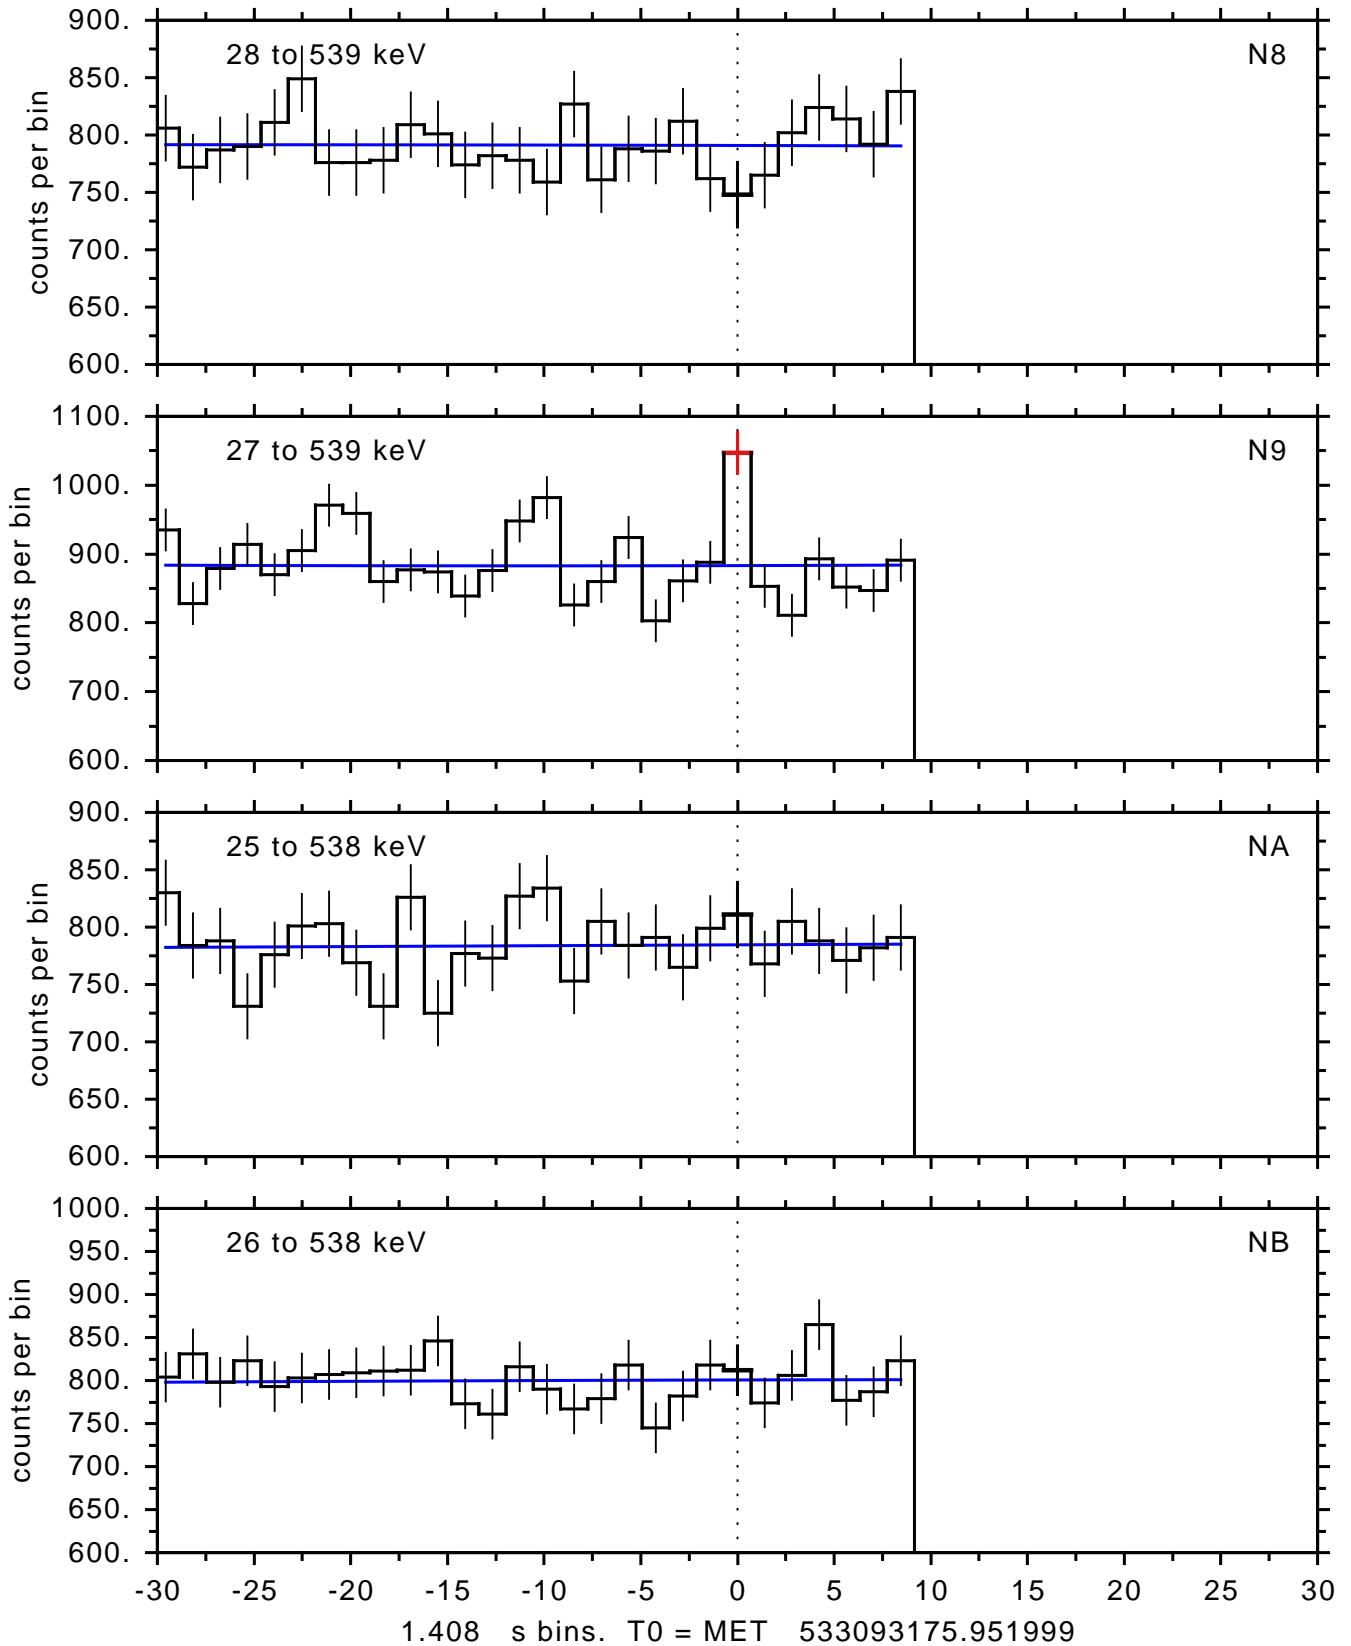 900.
28 to 539 keV N8
850.
800.
750.
700.
650.
600.
counts per bin
1100.
27 to 539 keV N9
1000.
900.
800.
700.
600.
counts per bin
900.
25 to 538 keV NA
850.
800.
750.
700.
650.
600.
counts per bin
1000.
26 to 538 keV NB
950.
900.
850.
800.
750.
700.
650.
600.
counts per bin
-30 -25 -20 -15 -10 -5 0 5 10 15 20 25 30
1.408 s bins. T0 = MET 533093175.951999